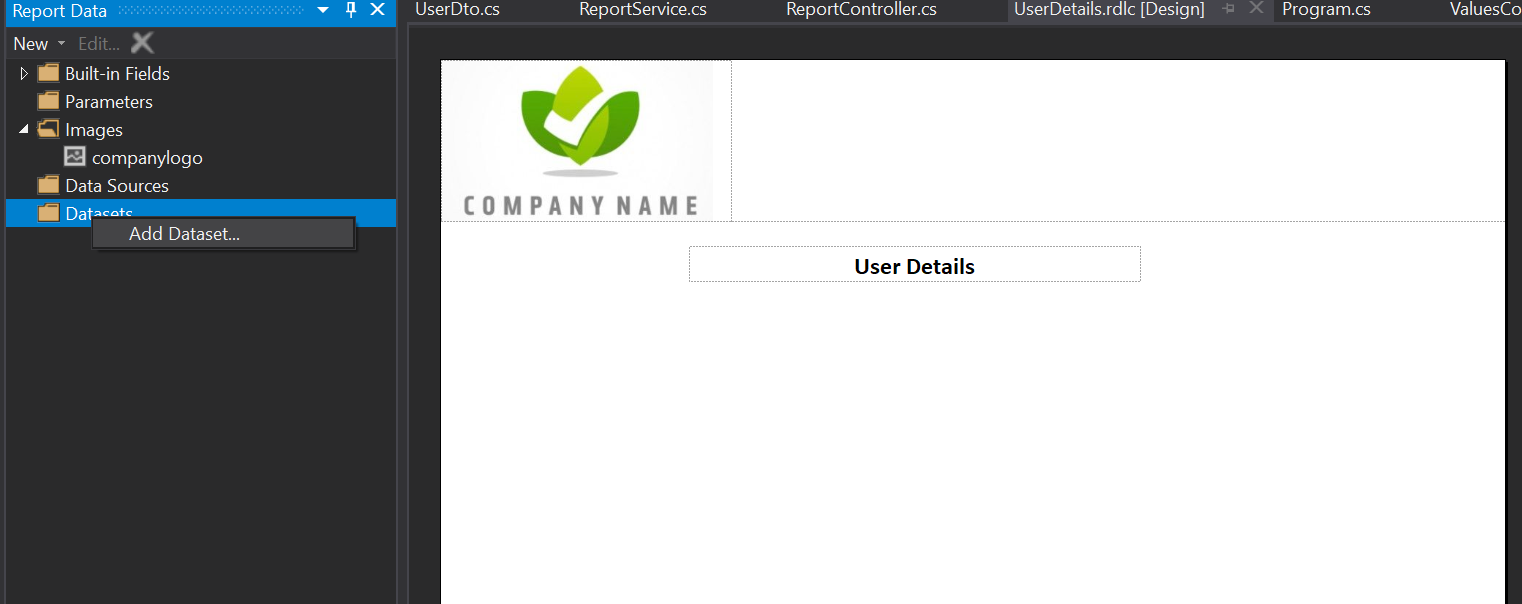 Report Data
UserDto.cs ReportService.cs ReportController.cs UserDetails.rdlc [Design] Program.cs ValuesCo
New Edit...
Built-in Fields
Parameters
Images
companylogo
Data Sources
Datasets
Add Dataset...
COMPANY NAME
User Details